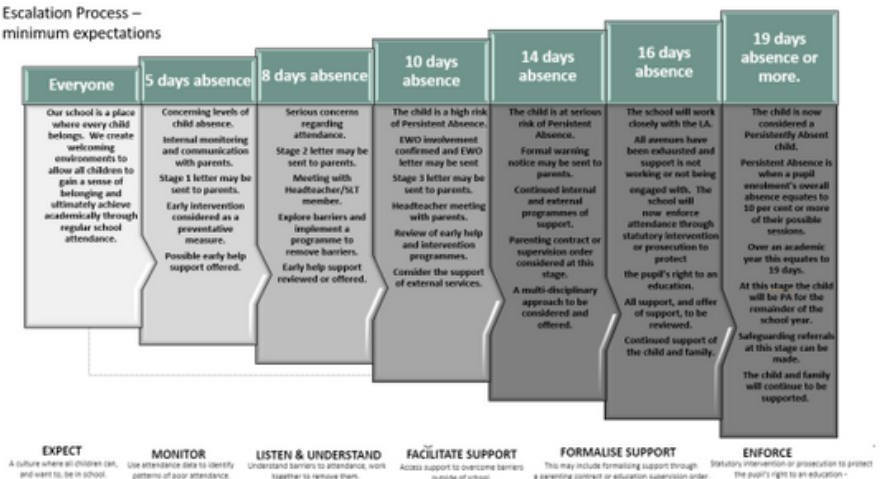 Escalation Process –
minimum expectations
Everyone
Our school is a place
where every child
belongs. We create
welcoming
environments to
allow all children to
gain a sense of
belonging and
ultimately achieve
academically through
regular school
attendance.
5 days absence
Concerning levels of
child absence.
Internal monitoring
and communication
with parents.
Stage 1 letter may be
sent to parents.
Early intervention
considered as a
preventative
measure.
Possible early help
support offered.
8 days absence
Serious concerns
regarding
attendance.
Stage 2 letter may be
sent to parents.
Meeting with
Headteacher/SLT
member.
Explore barriers and
implement a
programme to
remove barriers.
Early help support
reviewed or offered.
10 days
absence
The child is a high risk
of Persistent Absence.
EWO involvement
confirmed and EWO
letter may be sent
Stage 3 letter may be
sent to parents.
Headteacher meeting
with parents.
Review of early help
and intervention
programmes.
Consider the support
of external services.
14 days
absence
The child is at serious
risk of Persistent
Absence.
Formal warning
notice may be sent to
parents.
Continued internal
and external
programmes of
support.
Parenting contract or
supervision order
considered at this
stage.
A multi-disciplinary
approach to be
considered and
offered.
16 days
absence
The school will work
closely with the LA.
All avenues have
been exhausted and
support is not
working or not being
engaged with. The
school will
now enforce
attendance through
statutory intervention
or prosecution to
protect
the pupil's right to an
education.
All support, and offer
of support, to be
reviewed.
Continued support of
the child and family.
19 days
absence or
more.
The child is now
considered a
Persistently Absent
child.
Persistent Absence is
when a pupil
enrolment's overall
absence equates to
10 per cent or more
of their possible
sessions.
Over an academic
year this equates to
19 days.
At this stage the child
will be PA for the
remainder of the
school year.
Safeguarding referrals
at this stage can be
made.
The child and family
will continue to be
supported.
EXPECT
A culture where all children can,
and want to, be in school.
MONITOR
Use attendance data to identify
patterns of poor attendance.
LISTEN & UNDERSTAND
Understand barriers to attendance, work
together to remove them.
FACILITATE SUPPORT
Access support to overcome barriers
outside of school.
FORMALISE SUPPORT
This may include formalising support through
a parenting contract or education supervision order.
ENFORCE
Statutory intervention or prosecution to protect
the pupil's right to an education -